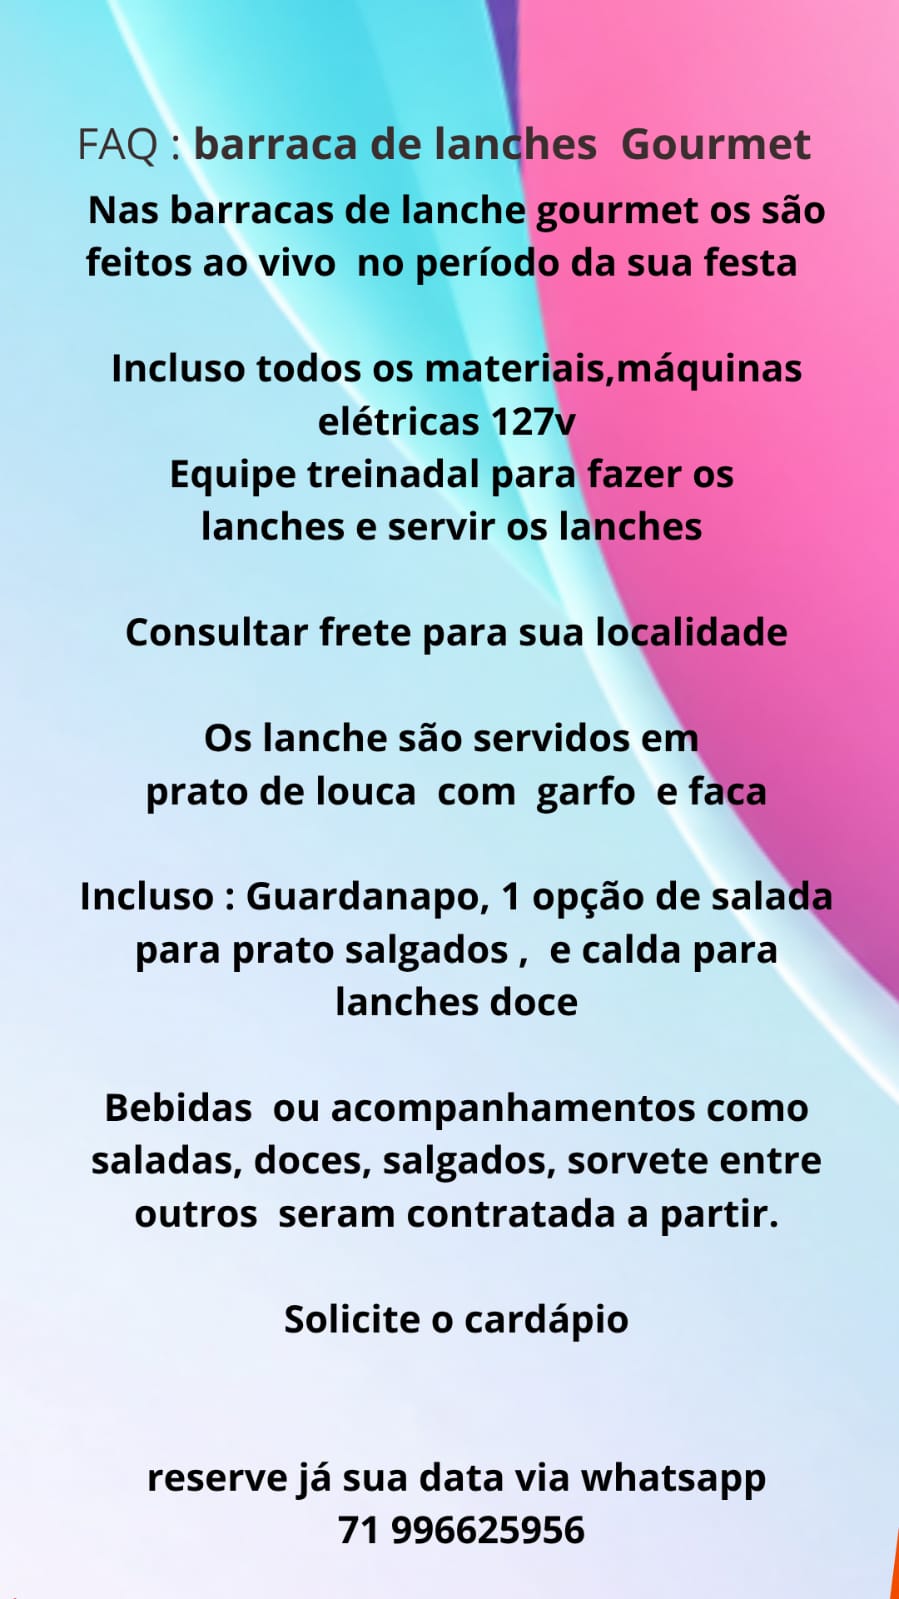 FAQ : barraca de lanches Gourmet
Nas barracas de lanche gourmet os são
feitos ao vivo no período da sua festa
Incluso todos os materiais,máquinas
elétricas 127v
Equipe treinadal para fazer os
lanches e servir os lanches
Consultar frete para sua localidade
Os lanche são servidos em
prato de louca com garfo e faca
Incluso : Guardanapo, 1 opção de salada
para prato salgados , e calda para
lanches doce
Bebidas ou acompanhamentos como
saladas, doces, salgados, sorvete entre
outros seram contratada a partir.
Solicite o cardápio
reserve já sua data via whatsapp
71 996625956